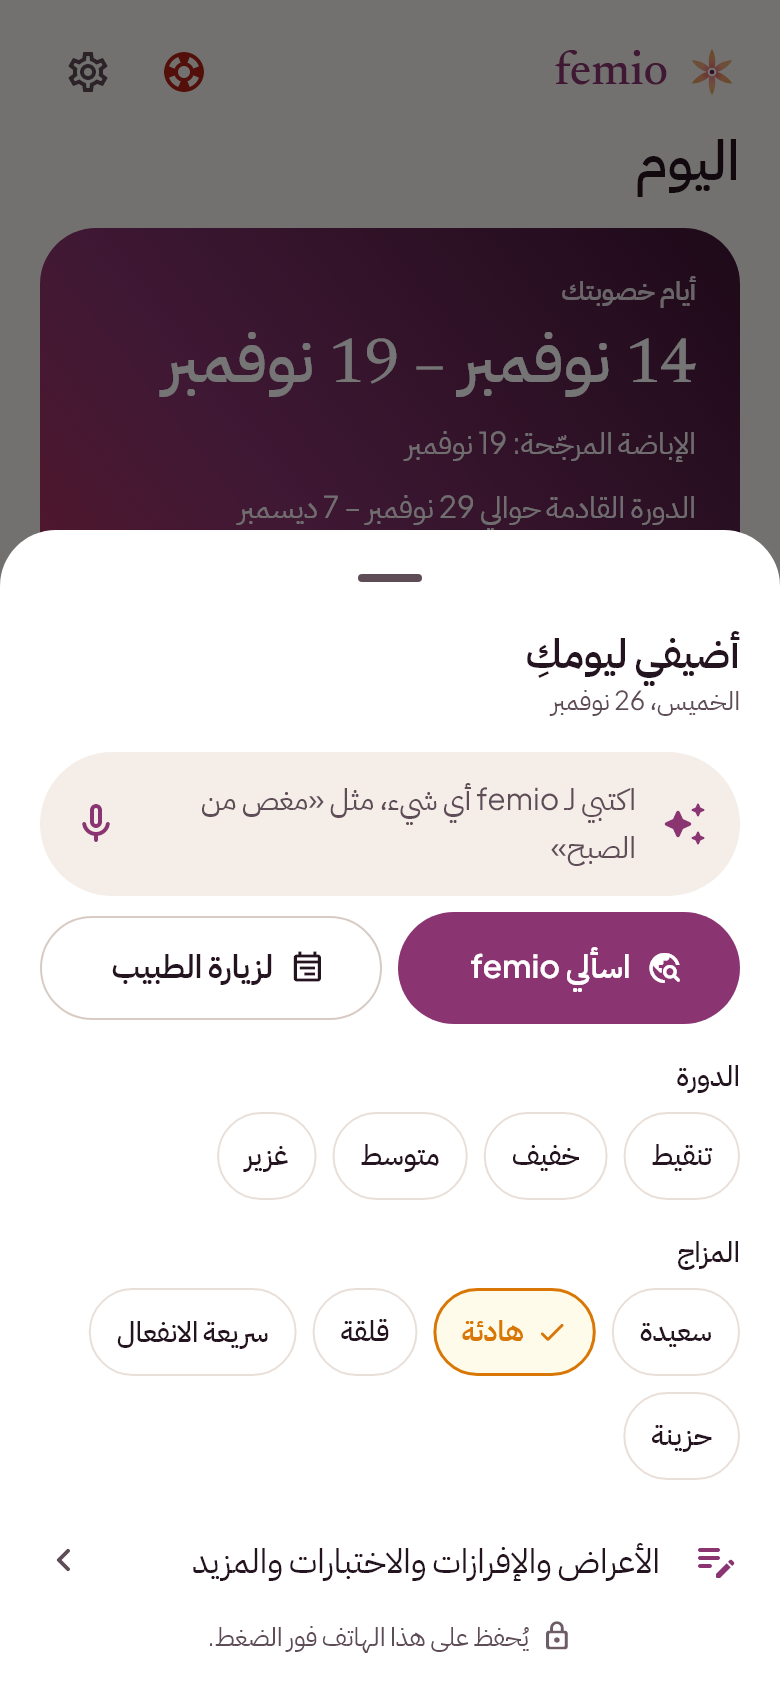 femio
اليوم
أيام خصوبتك
14 نوفمبر – 19 نوفمبر
الإباضة المرجّحة: 19 نوفمبر
الدورة القادمة حوالي 29 نوفمبر – 7 ديسمبر
أضيفي ليومكِ
الخميس، 26 نوفمبر
اكتبي لـ femio أي شيء، مثل «مغص من
الصبح»
اسألي femio
لزيارة الطبيب
الدورة
تنقيط
خفيف
متوسط
غزير
المزاج
سعيدة
هادئة
قلقة
سريعة الانفعال
حزينة
الأعراض والإفرازات والاختبارات والمزيد
يُحفظ على هذا الهاتف فور الضغط.